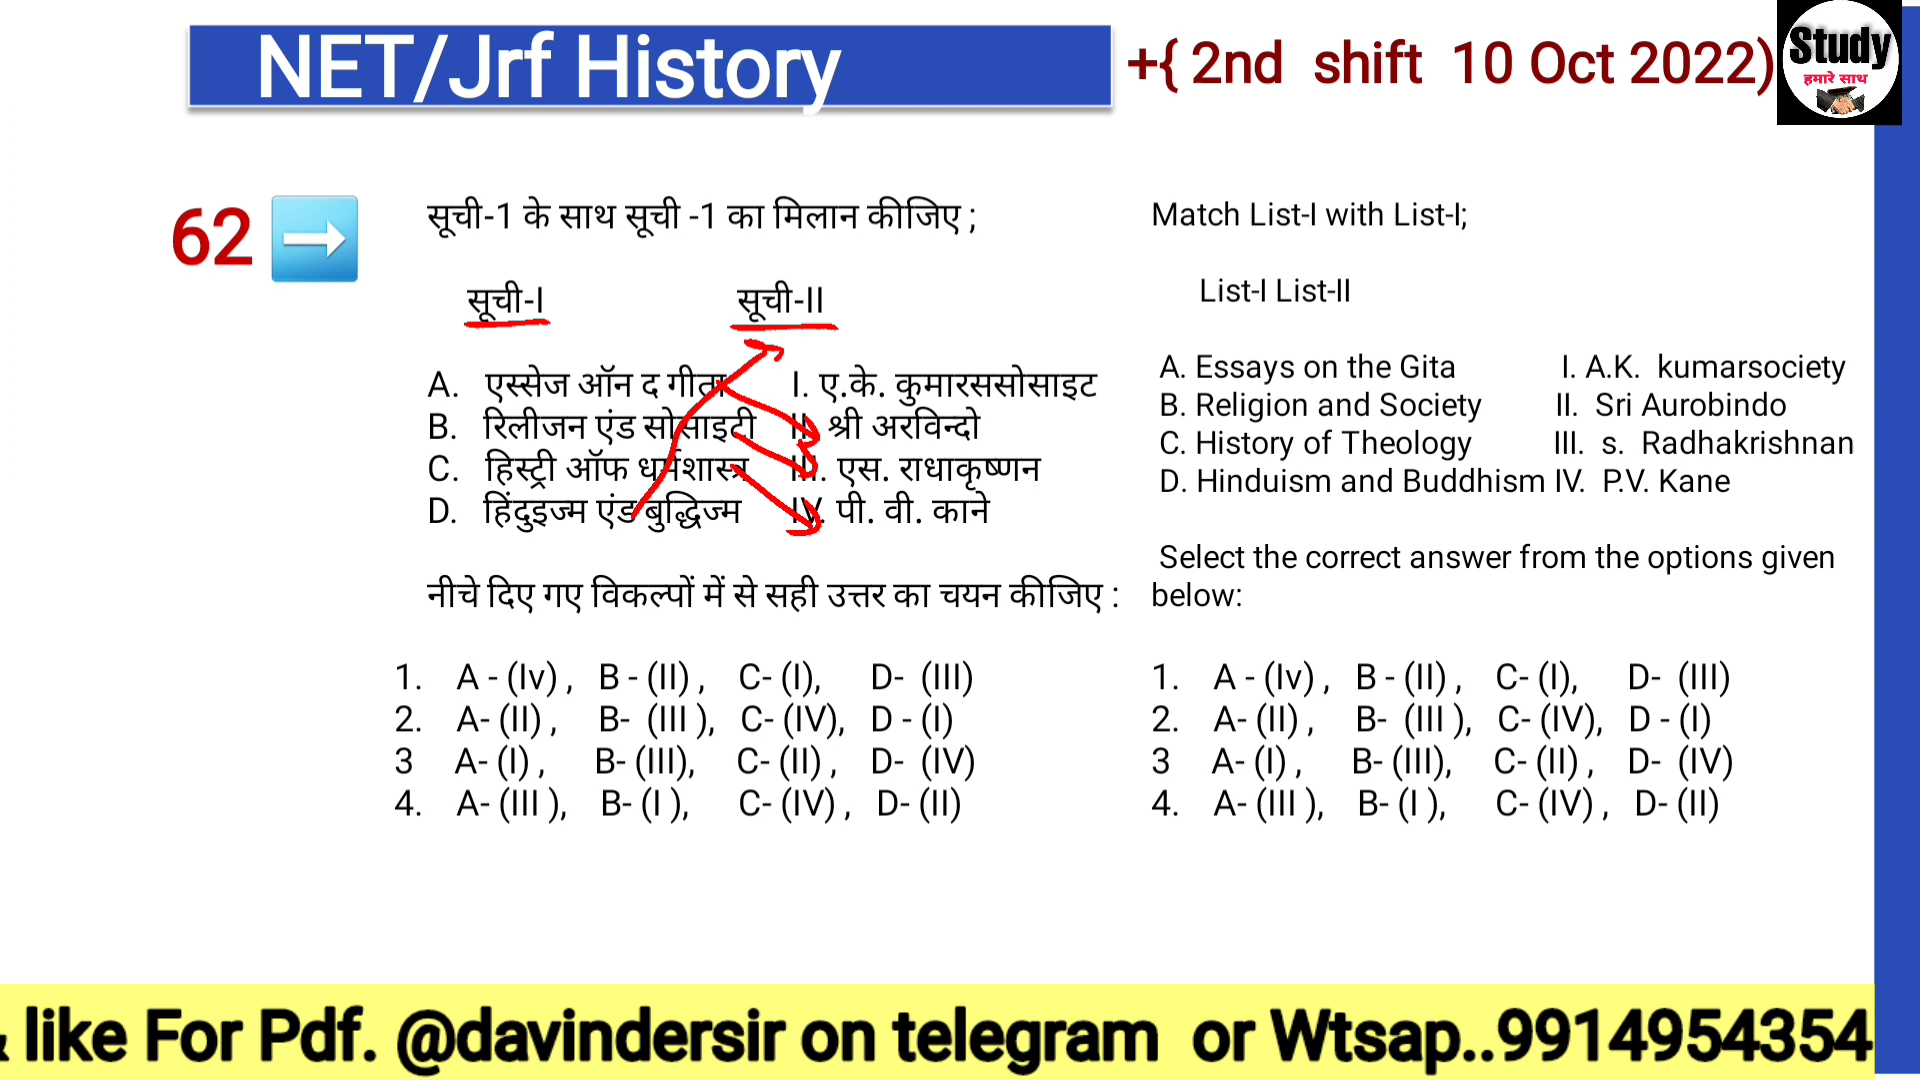 NET/Jrf History
+{ 2nd shift 10 Oct 2022)
Study
हमारे साथ
62
सूची-1 के साथ सूची -1 का मिलान कीजिए ;
सूची-I सूची-II
A. एस्सेज ऑन द गीता I. ए.के. कुमारससोसाइट
B. रिलीजन एंड सोसाइटी II. श्री अरविन्दो
C. हिस्ट्री ऑफ धर्मशास्त्र III. एस. राधाकृष्णन
D. हिंदुइज्म एंड बुद्धिज्म IV. पी. वी. काने
नीचे दिए गए विकल्पों में से सही उत्तर का चयन कीजिए :
1. A - (Iv) , B - (II) , C- (I), D- (III)
2. A- (II) , B- (III ), C- (IV), D - (I)
3 A- (I) , B- (III), C- (II) , D- (IV)
4. A- (III ), B- (I ), C- (IV) , D- (II)
Match List-I with List-I;
List-I List-II
A. Essays on the Gita I. A.K. kumarsociety
B. Religion and Society II. Sri Aurobindo
C. History of Theology III. s. Radhakrishnan
D. Hinduism and Buddhism IV. P.V. Kane
Select the correct answer from the options given
below:
1. A - (Iv) , B - (II) , C- (I), D- (III)
2. A- (II) , B- (III ), C- (IV), D - (I)
3 A- (I) , B- (III), C- (II) , D- (IV)
4. A- (III ), B- (I ), C- (IV) , D- (II)
like For Pdf. @davindersir on telegram or Wtsap..9914954354